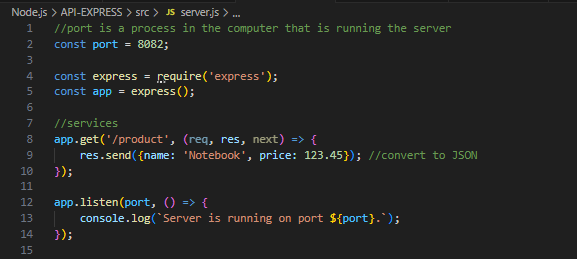 Node.js > API-EXPRESS > src > JS server.js > ...
1 //port is a process in the computer that is running the server
2 const port = 8082;
3
4 const express = require('express');
5 const app = express();
6
7 //services
8 app.get('/product', (req, res, next) => {
9     res.send({name: 'Notebook', price: 123.45}); //convert to JSON
10 });
11
12 app.listen(port, () => {
13     console.log(`Server is running on port ${port}.`);
14 });
15